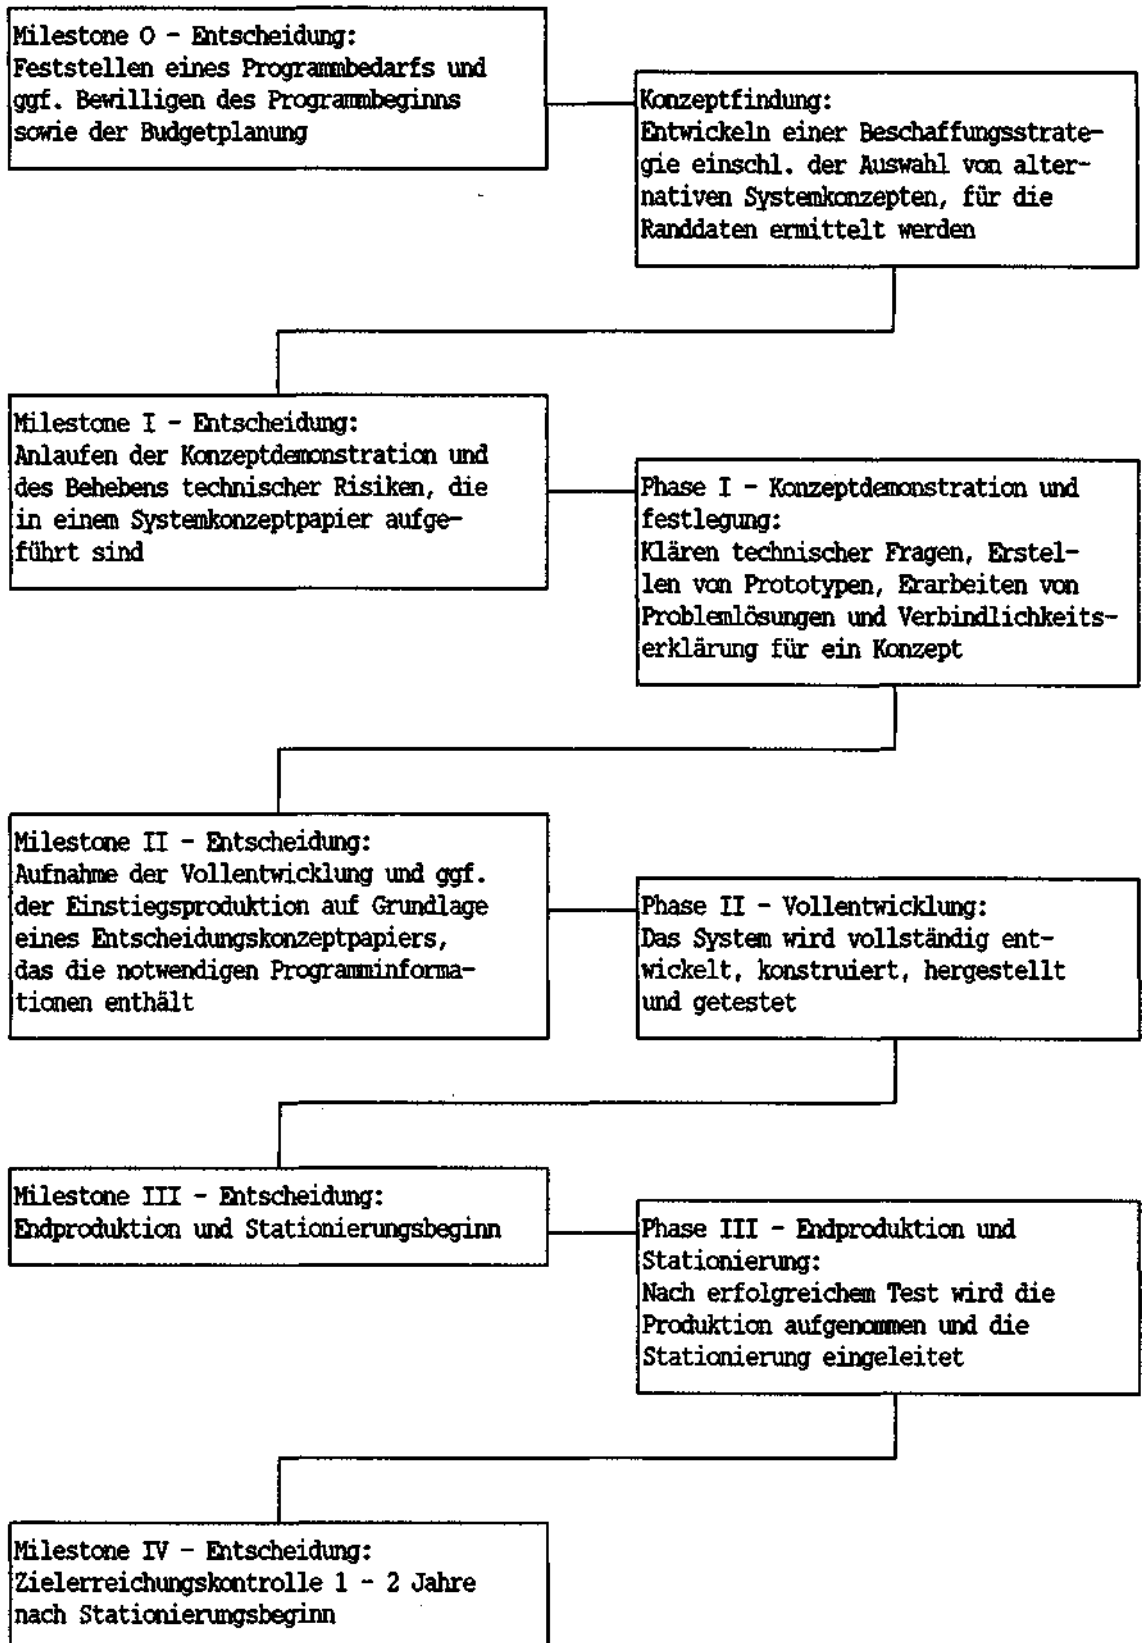 Milestone O - Entscheidung:
Feststellen eines Programmbedarfs und
ggf. Bewilligen des Programmbeginns
sowie der Budgetplanung
Konzeptfindung:
Entwickeln einer Beschaffungsstrate-
gie einschl. der Auswahl von alter-
nativen Systemkonzepten, für die
Randdaten ermittelt werden
Milestone I - Entscheidung:
Anlaufen der Konzeptdemonstration und
des Behebens technischer Risiken, die
in einem Systemkonzeptpapier aufge-
führt sind
Phase I - Konzeptdemonstration und
festlegung:
Klären technischer Fragen, Erstel-
len von Prototypen, Erarbeiten von
Problemlösungen und Verbindlichkeits-
erklärung für ein Konzept
Milestone II - Entscheidung:
Aufnahme der Vollentwicklung und ggf.
der Einstiegsproduktion auf Grundlage
eines Entscheidungskonzeptpapiers,
das die notwendigen Programminforma-
tionen enthält
Phase II - Vollentwicklung:
Das System wird vollständig ent-
wickelt, konstruiert, hergestellt
und getestet
Milestone III - Entscheidung:
Endproduktion und Stationierungsbeginn
Phase III - Endproduktion und
Stationierung:
Nach erfolgreichem Test wird die
Produktion aufgenommen und die
Stationierung eingeleitet
Milestone IV - Entscheidung:
Zielerreichungskontrolle 1 - 2 Jahre
nach Stationierungsbeginn